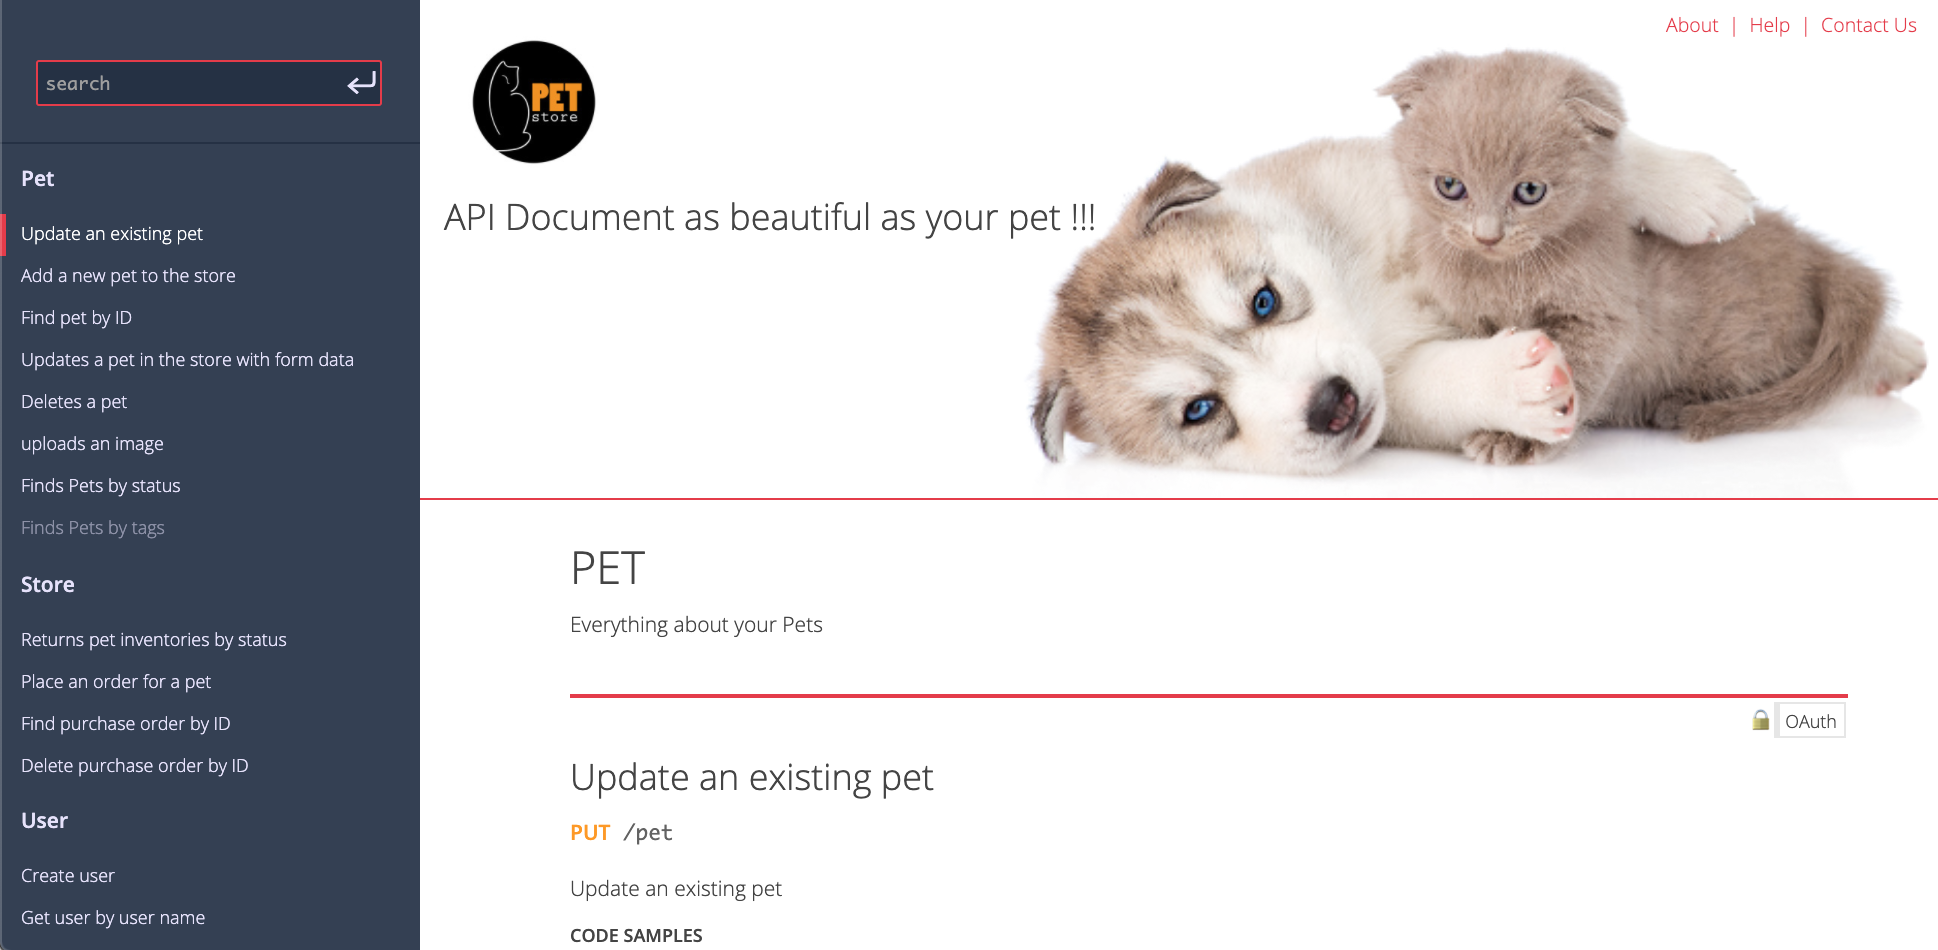 search
Pet
Update an existing pet
Add a new pet to the store
Find pet by ID
Updates a pet in the store with form data
Deletes a pet
uploads an image
Finds Pets by status
Finds Pets by tags
Store
Returns pet inventories by status
Place an order for a pet
Find purchase order by ID
Delete purchase order by ID
User
Create user
Get user by user name
About | Help | Contact Us
PET
store
API Document as beautiful as your pet !!!
PET
Everything about your Pets
OAuth
Update an existing pet
PUT /pet
Update an existing pet
CODE SAMPLES